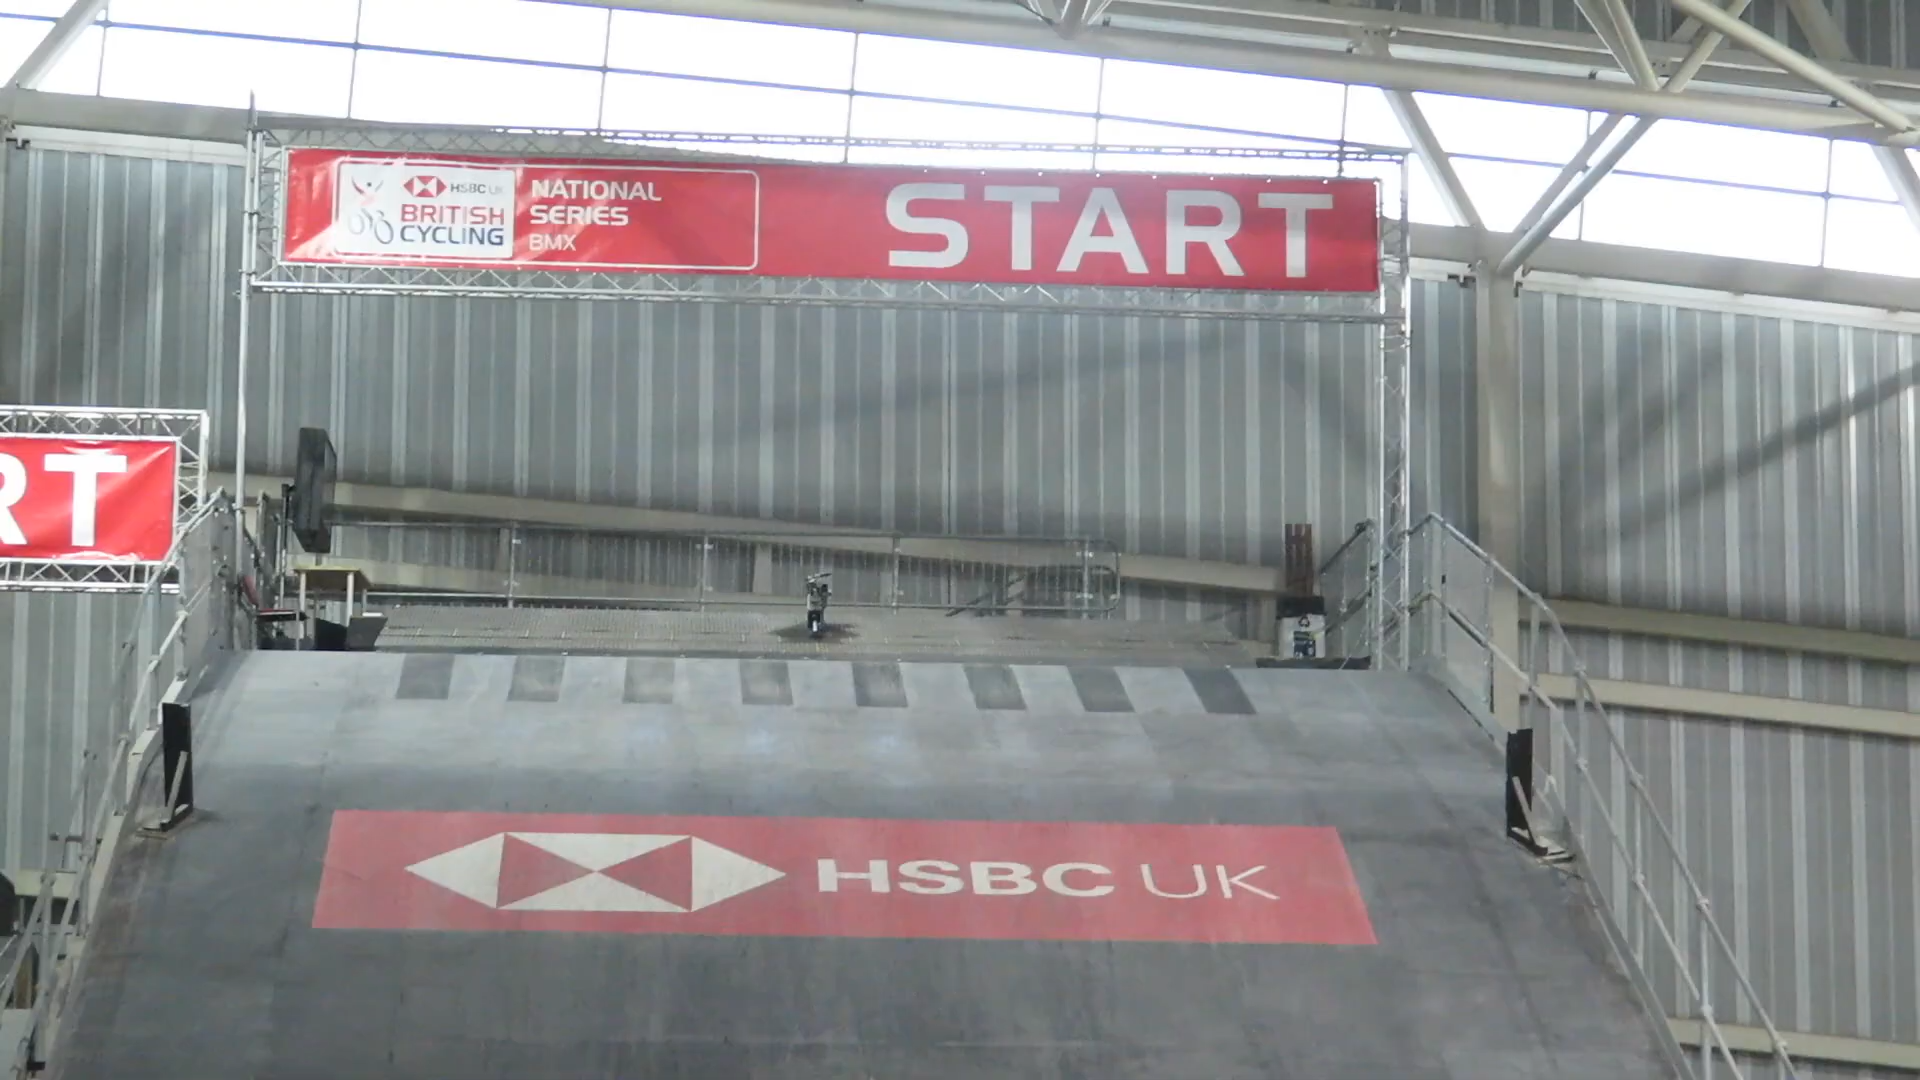 HSBC UK
BRITISH
CYCLING
NATIONAL
SERIES
BMX
START
RT
HSBC UK